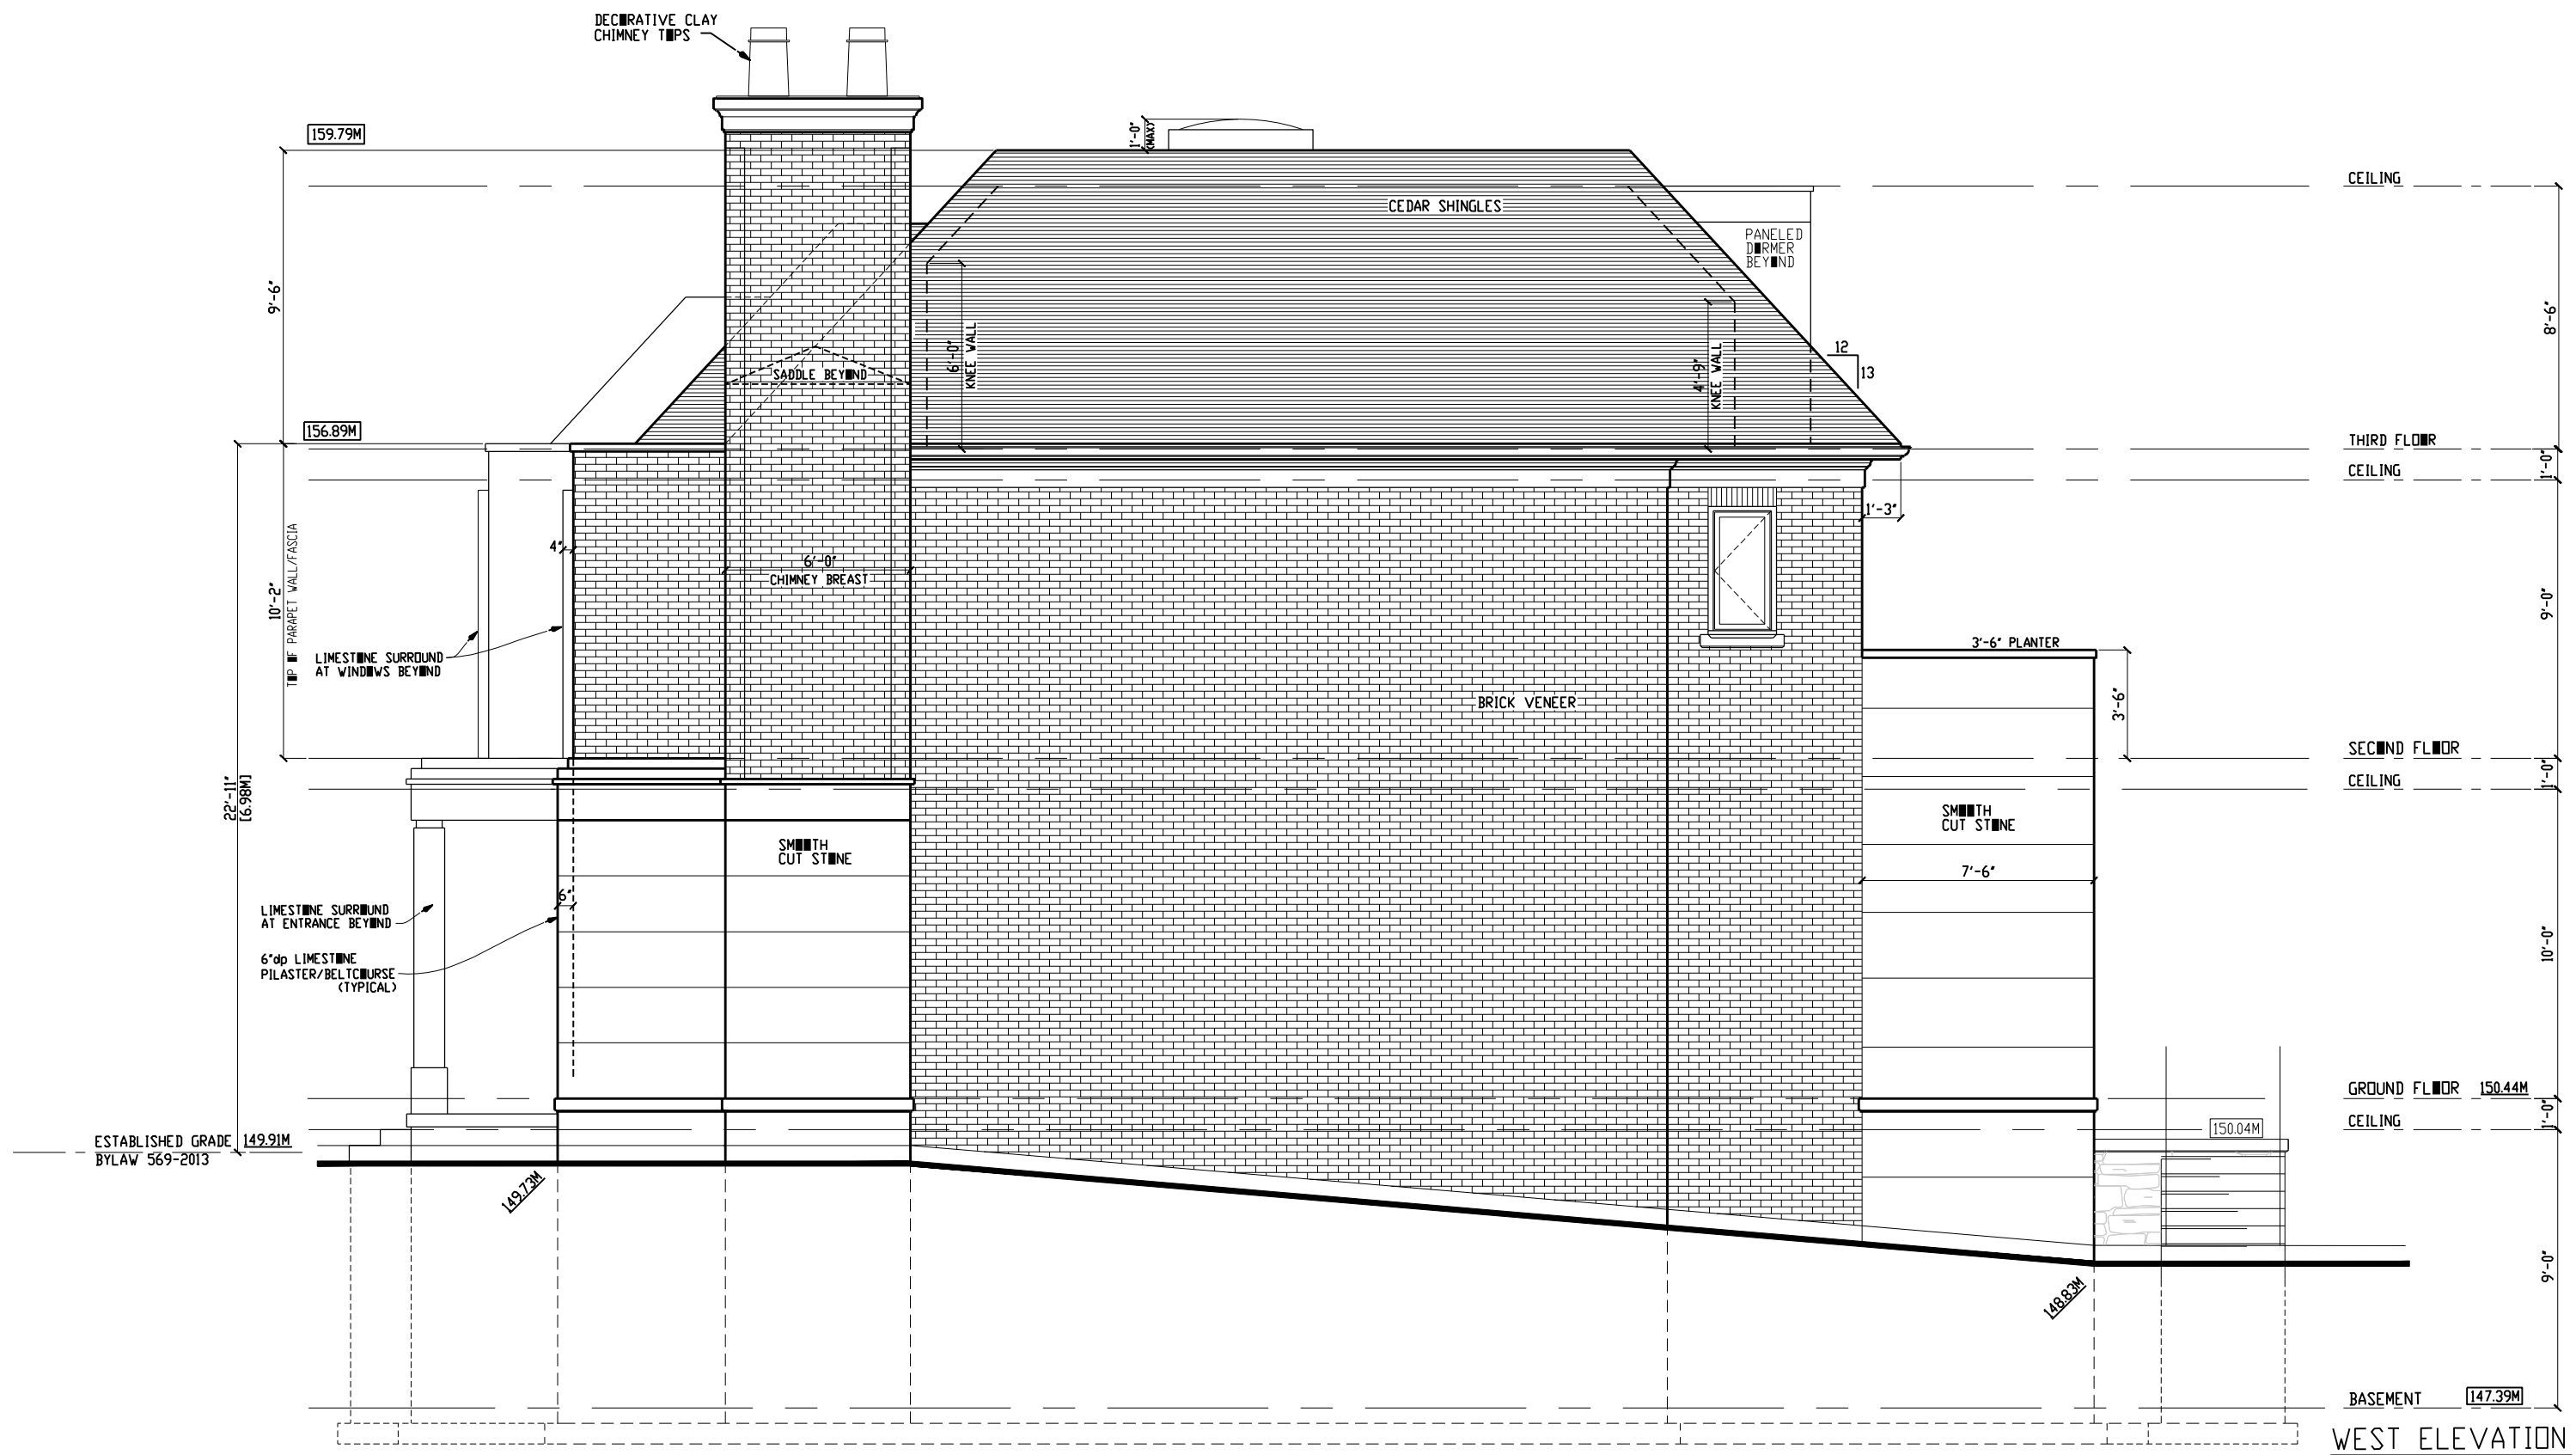 DECORATIVE CLAY
CHIMNEY TOPS
159.79M
1'-0"
(MAX)
CEILING
CEDAR SHINGLES
PANELED
DORMER
BEYOND
9'-6"
8'-6"
6'-0"
KNEE WALL
4'-9"
KNEE WALL
12
13
SADDLE BEYOND
156.89M
THIRD FLOOR
1'-0"
CEILING
1'-3"
4"
6'-0"
CHIMNEY BREAST
10'-2"
TOP OF PARAPET WALL/FASCIA
9'-0"
LIMESTONE SURROUND
AT WINDOWS BEYOND
3'-6" PLANTER
BRICK VENEER
3'-6"
SECOND FLOOR
1'-0"
CEILING
22'-11"
[6.98M]
SMOOTH
CUT STONE
SMOOTH
CUT STONE
7'-6"
6"
LIMESTONE SURROUND
AT ENTRANCE BEYOND
6"dp LIMESTONE
PILASTER/BELTCOURSE
(TYPICAL)
10'-0"
GROUND FLOOR 150.44M
1'-0"
CEILING
150.04M
ESTABLISHED GRADE 149.91M
BYLAW 569-2013
149.73M
148.83M
9'-0"
BASEMENT 147.39M
WEST ELEVATION